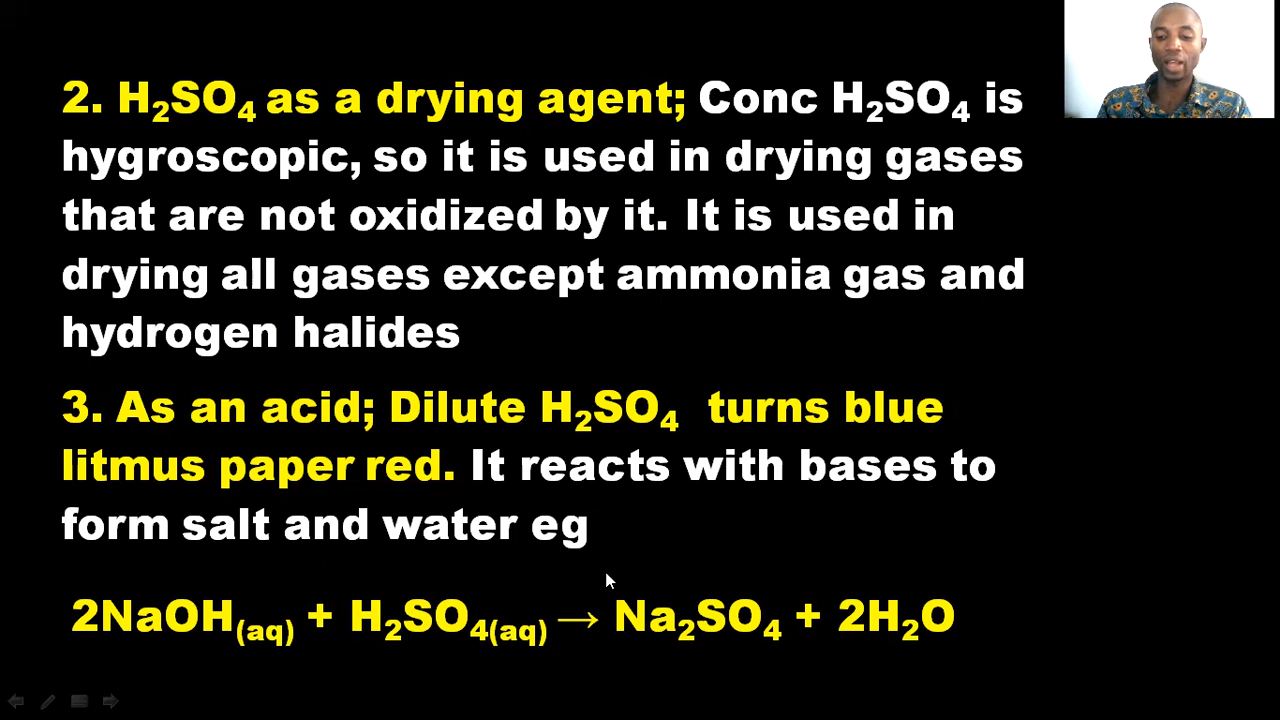 2. H₂SO₄ as a drying agent; Conc H₂SO₄ is
hygroscopic, so it is used in drying gases
that are not oxidized by it. It is used in
drying all gases except ammonia gas and
hydrogen halides
3. As an acid; Dilute H₂SO₄ turns blue
litmus paper red. It reacts with bases to
form salt and water eg
2NaOH(aq) + H₂SO₄(aq) → Na₂SO₄ + 2H₂O